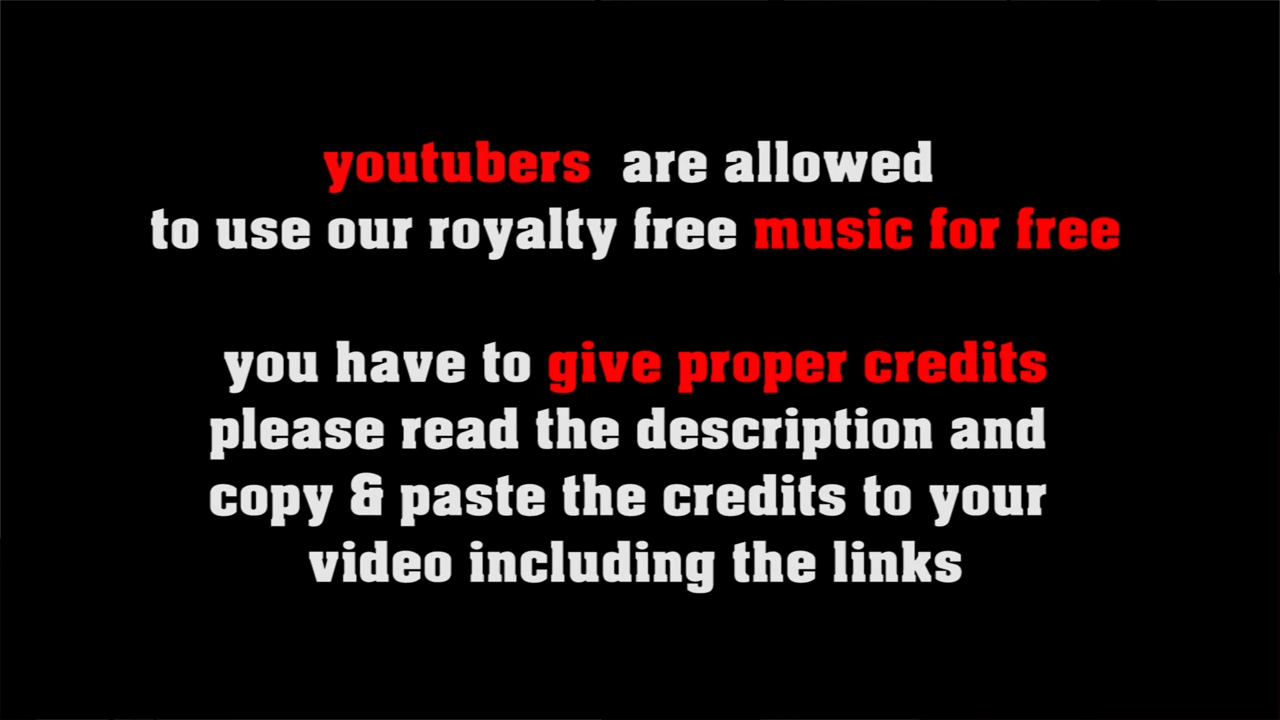 youtubers are allowed
to use our royalty free music for free
you have to give proper credits
please read the description and
copy & paste the credits to your
video including the links